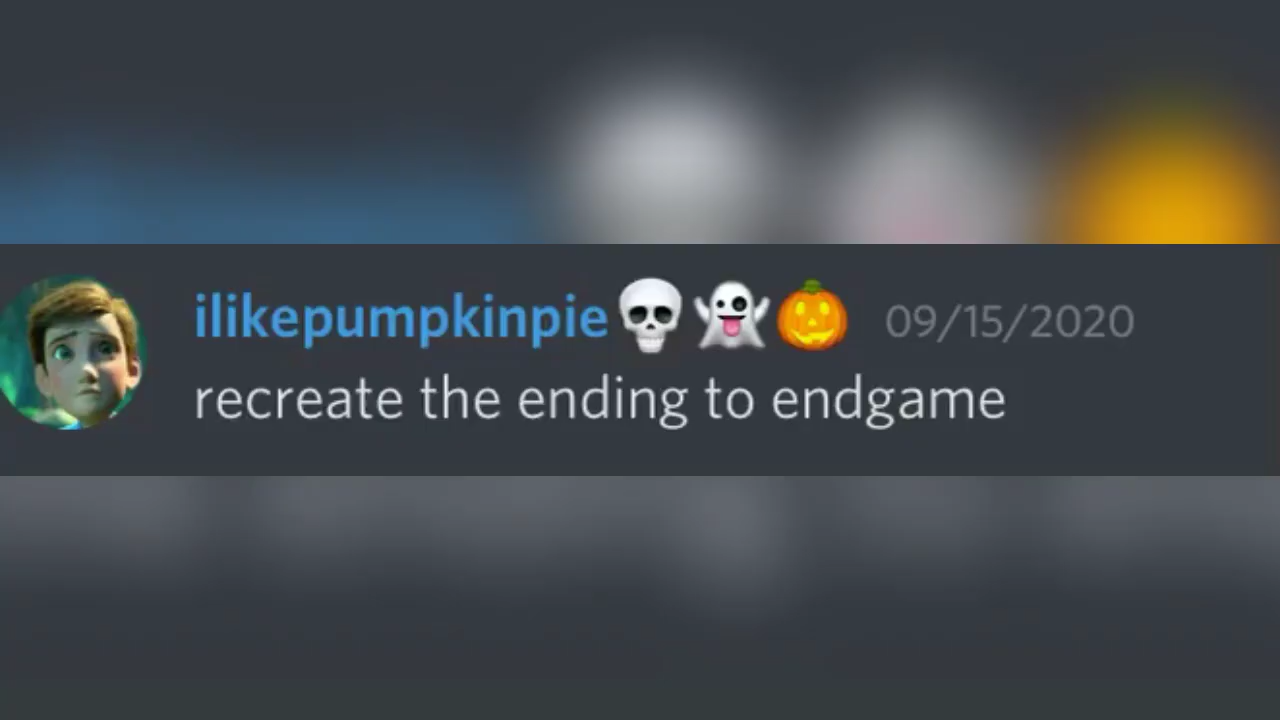 ilikepumpkinpie💀👻🎃 09/15/2020
recreate the ending to endgame